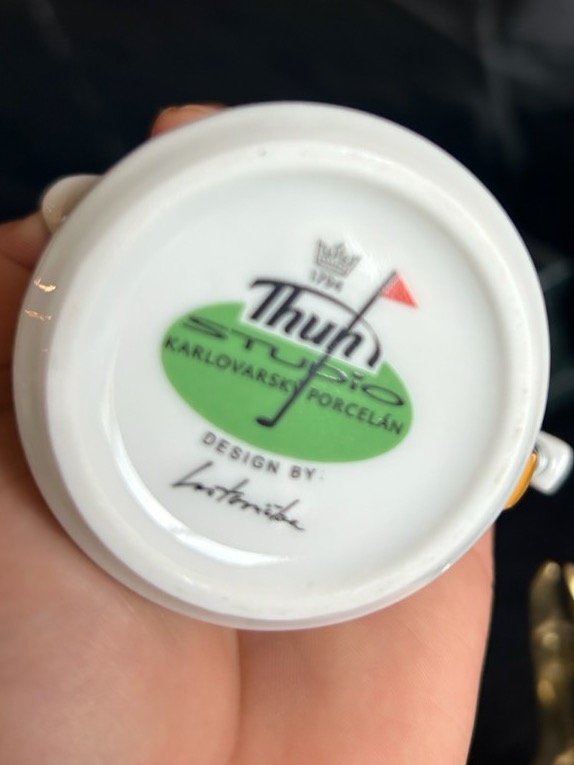 1794
Thun
STUDIO
KARLOVARSKÝ PORCELÁN
DESIGN BY: